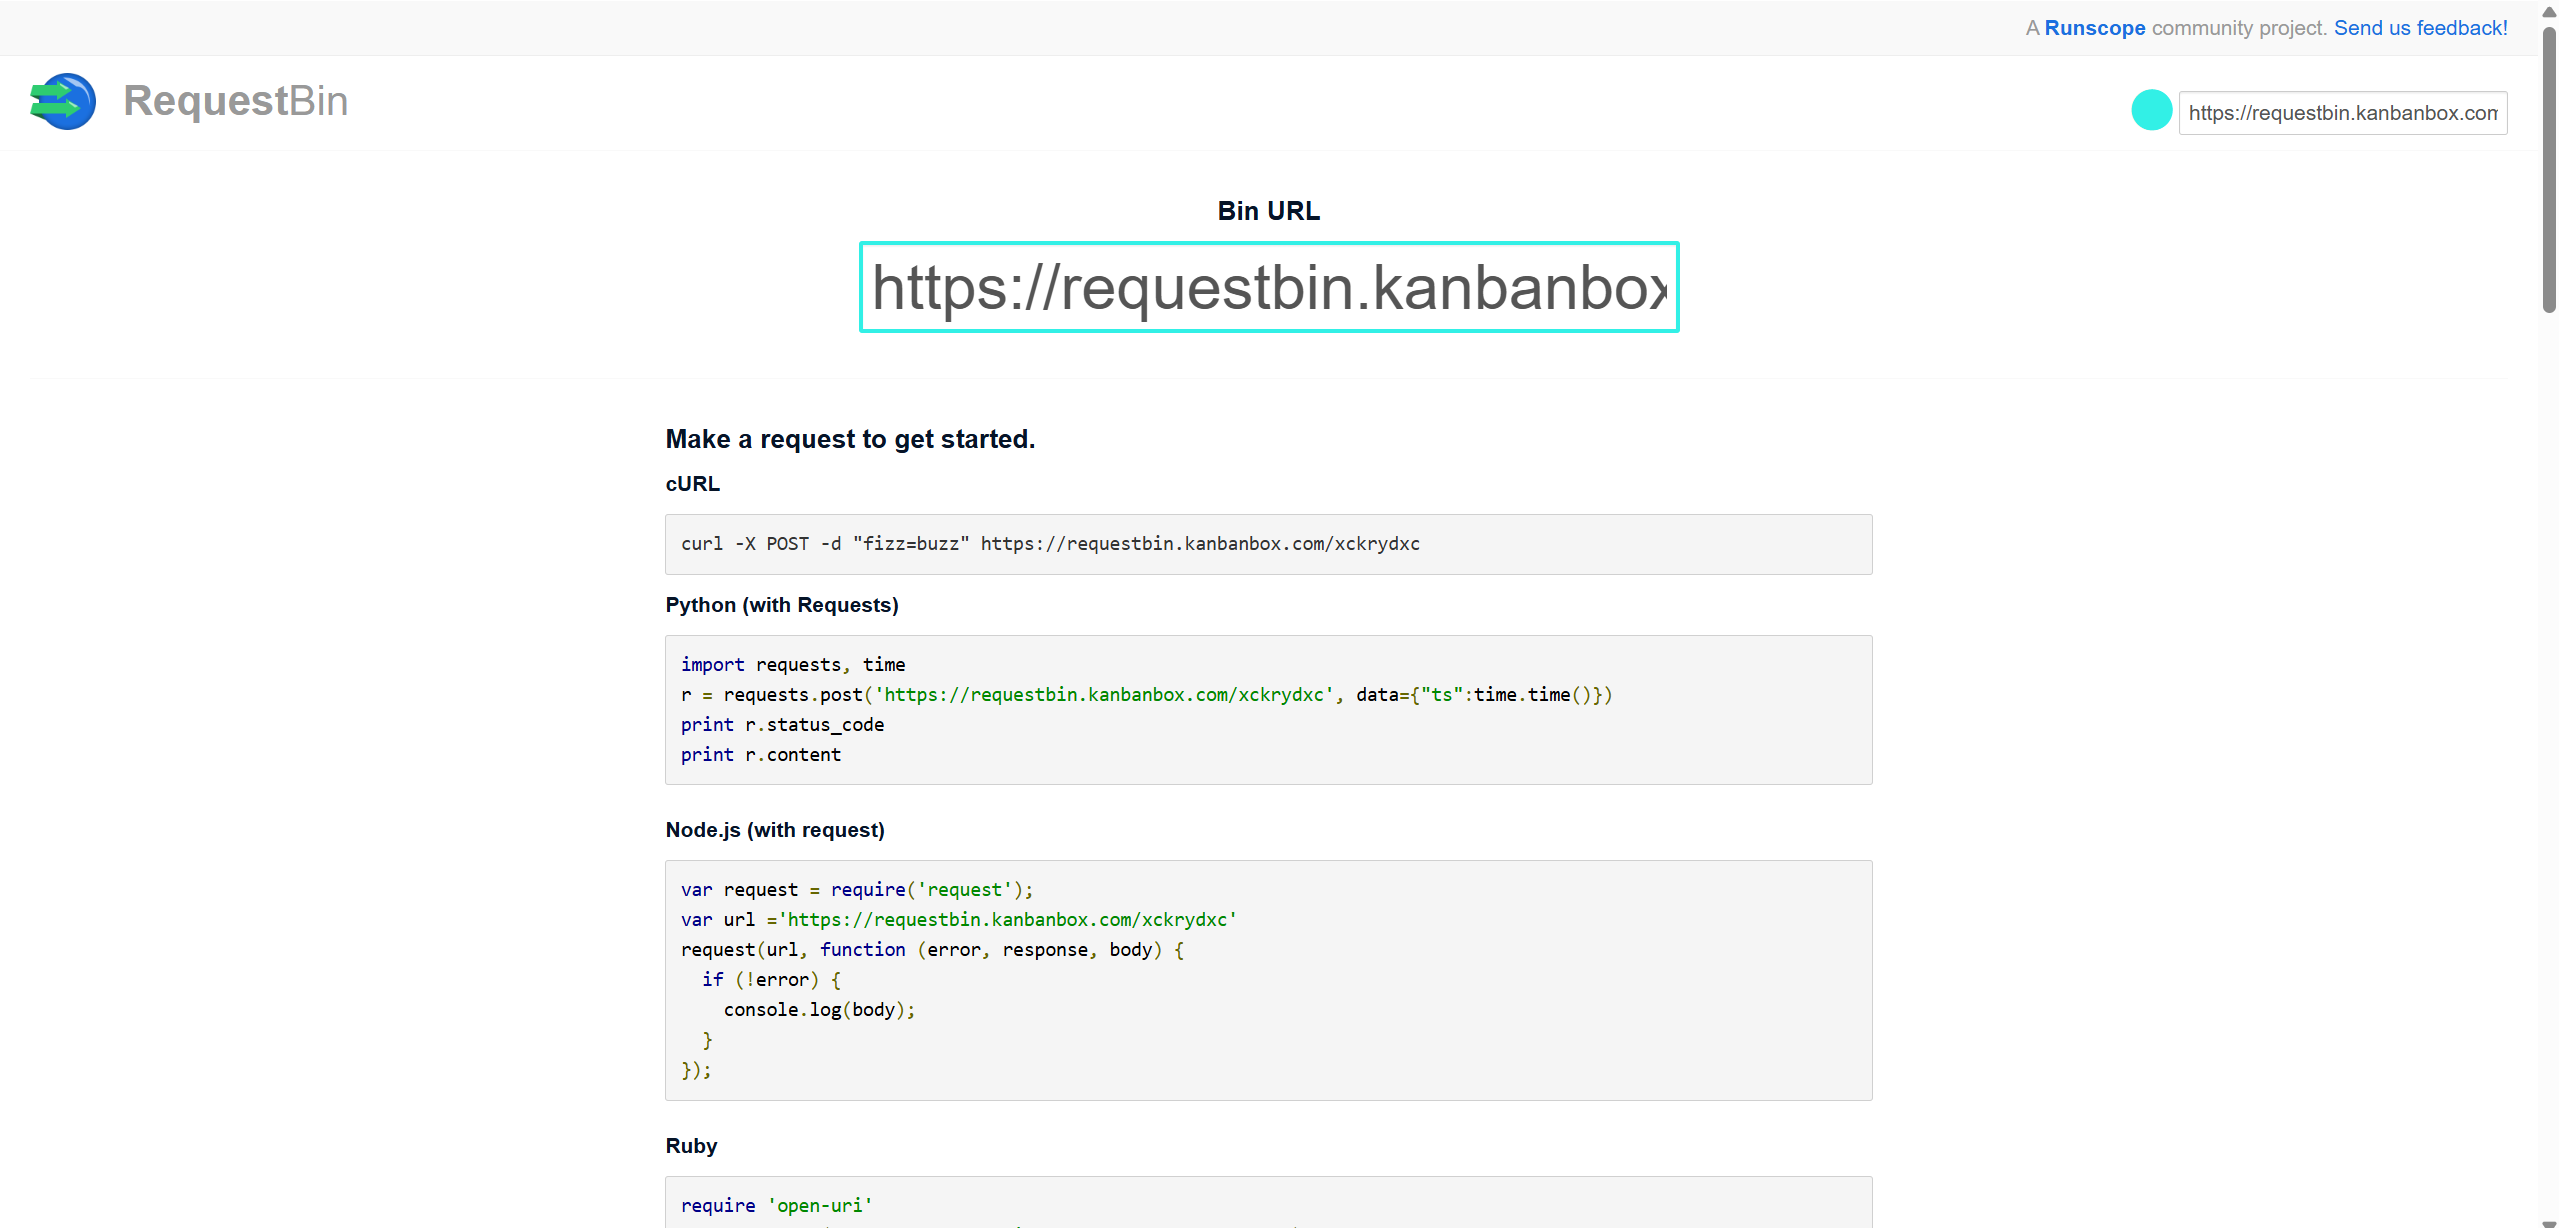 A Runscope community project. Send us feedback!
RequestBin
https://requestbin.kanbanbox.com
Bin URL
https://requestbin.kanbanbox
Make a request to get started.
cURL
curl -X POST -d "fizz=buzz" https://requestbin.kanbanbox.com/xckrydxc
Python (with Requests)
import requests, time
r = requests.post('https://requestbin.kanbanbox.com/xckrydxc', data={"ts":time.time()})
print r.status_code
print r.content
Node.js (with request)
var request = require('request');
var url ='https://requestbin.kanbanbox.com/xckrydxc'
request(url, function (error, response, body) {
  if (!error) {
    console.log(body);
  }
});
Ruby
require 'open-uri'